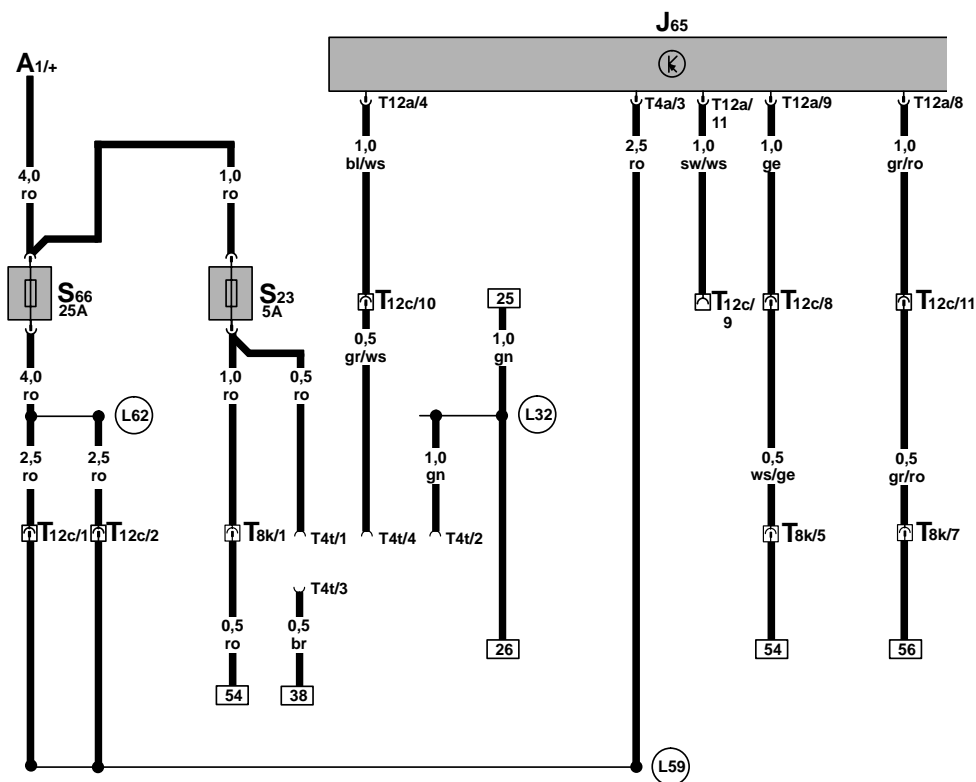 J65
A1/+
T12a/4
T4a/3
T12a/
11
T12a/9
T12a/8
4,0
ro
1,0
ro
1,0
bl/ws
2,5
ro
1,0
sw/ws
1,0
ge
1,0
gr/ro
S66
25A
S23
5A
T12c/10
25
T12c/
9
T12c/8
T12c/11
4,0
ro
1,0
ro
0,5
ro
0,5
gr/ws
1,0
gn
L62
L32
2,5
ro
2,5
ro
1,0
gn
0,5
ws/ge
0,5
gr/ro
T12c/1
T12c/2
T8k/1
T4t/1
T4t/4
T4t/2
T8k/5
T8k/7
T4t/3
0,5
ro
0,5
br
26
54
56
54
38
L59